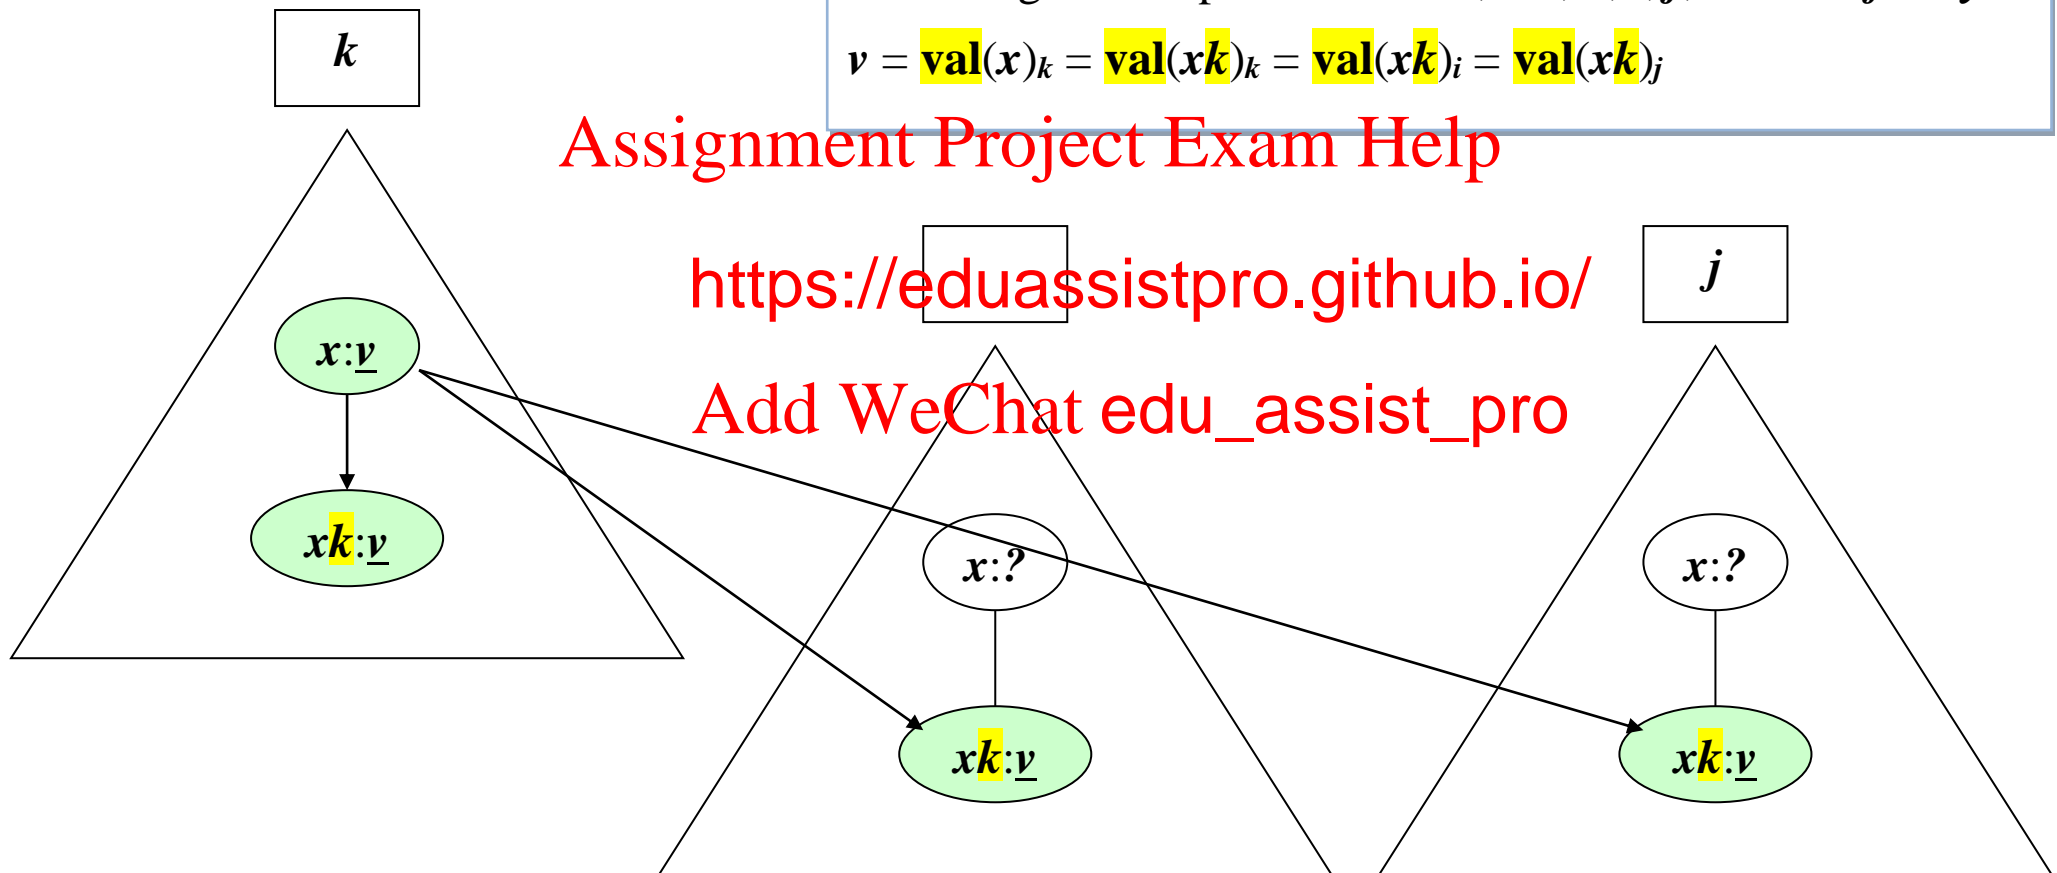 k
v = val(x)k = val(xk)k = val(xk)i = val(xk)j
Assignment Project Exam Help
https://eduassistpro.github.io/
j
x:v
Add WeChat edu_assist_pro
xk:v
x:?
x:?
xk:v
xk:v